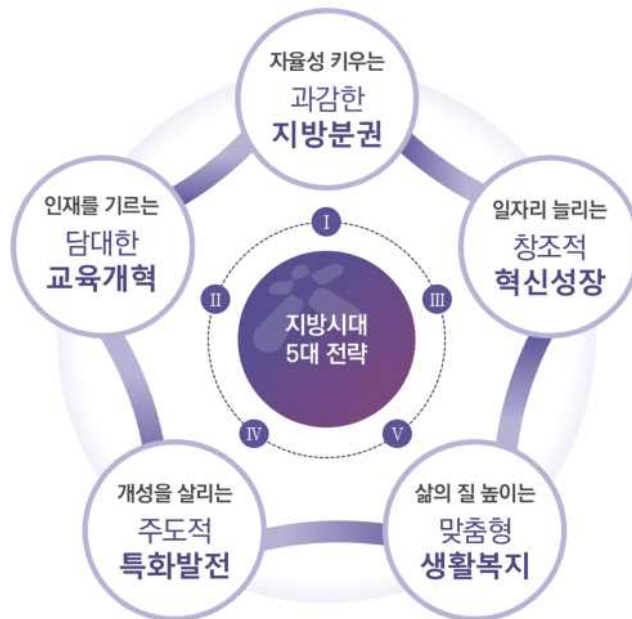 자율성 키우는
과감한
지방분권
인재를 기르는
담대한
교육개혁
일자리 늘리는
창조적
혁신성장
I
II
III
지방시대
5대 전략
IV
V
개성을 살리는
주도적
특화발전
삶의 질 높이는
맞춤형
생활복지